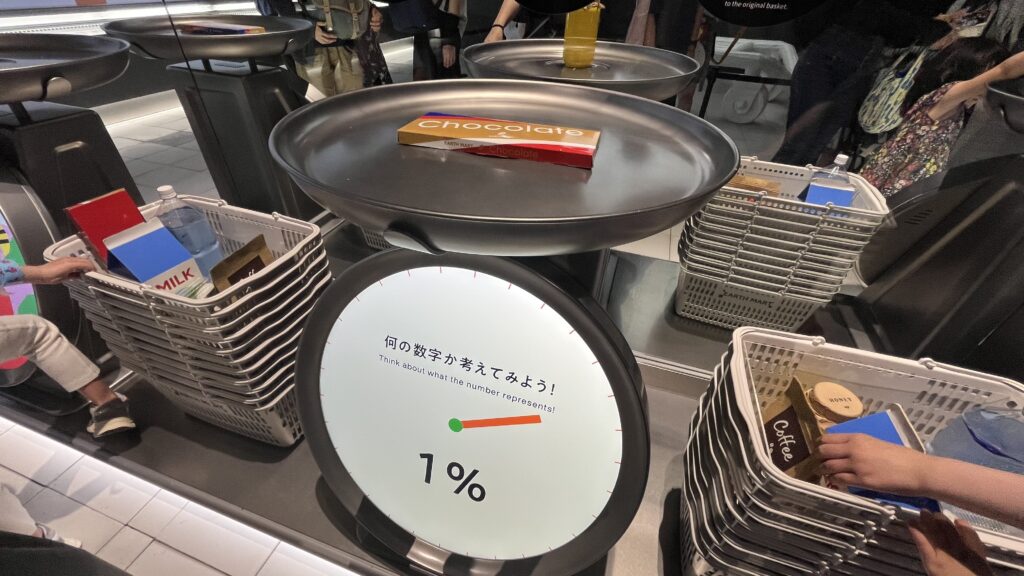 to the original basket.
Chocolate
EARTH MART
MILK
何の数字か考えてみよう!
Think about what the number represents!
1%
EARTH MART
HONEY
Coffee